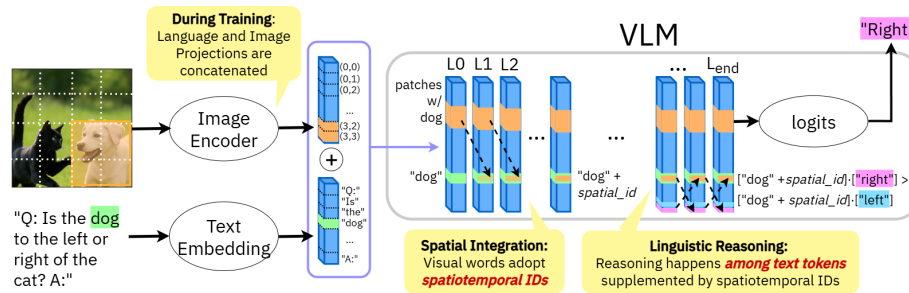 During Training:
Language and Image
Projections are
concatenated
Image
Encoder
"Q: Is the dog
to the left or
right of the
cat? A:"
Text
Embedding
(0,0)
(0,1)
(0,2)
...
(3,2)
(3,3)
+
"Q:"
"Is"
"the"
"dog"
...
"A:"
VLM
L0 L1 L2 ... Lend
patches
w/
dog
"dog"
... ...
"dog" +
spatial_id
logits
"Right
["dog" +spatial_id]·["right"] >
["dog" + spatial_id]·["left"]
Spatial Integration:
Visual words adopt
spatiotemporal IDs
Linguistic Reasoning:
Reasoning happens among text tokens
supplemented by spatiotemporal IDs